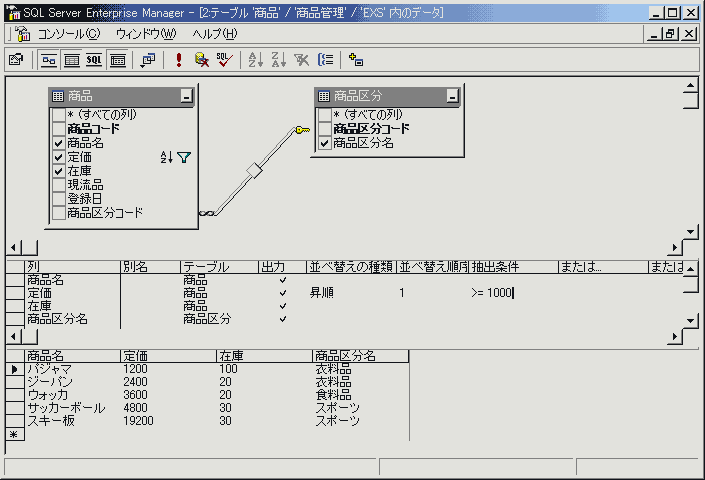 SQL Server Enterprise Manager - [2:テーブル '商品' / '商品管理' / 'EXS' 内のデータ]
コンソール(C) ウィンドウ(W) ヘルプ(H)
SQL SQL
商品
* (すべての列)
商品コード
商品名
定価
在庫
現流品
登録日
商品区分コード
商品区分
* (すべての列)
商品区分コード
商品区分名
列 別名 テーブル 出力 並べ替えの種類 並べ替え順序 抽出条件 または... または
商品名 商品
定価 商品 昇順 1 >= 1000
在庫 商品
商品区分名 商品区分
商品名 定価 在庫 商品区分名
パジャマ 1200 100 衣料品
ジーパン 2400 20 衣料品
ウォッカ 3600 20 食料品
サッカーボール 4800 30 スポーツ
スキー板 19200 30 スポーツ